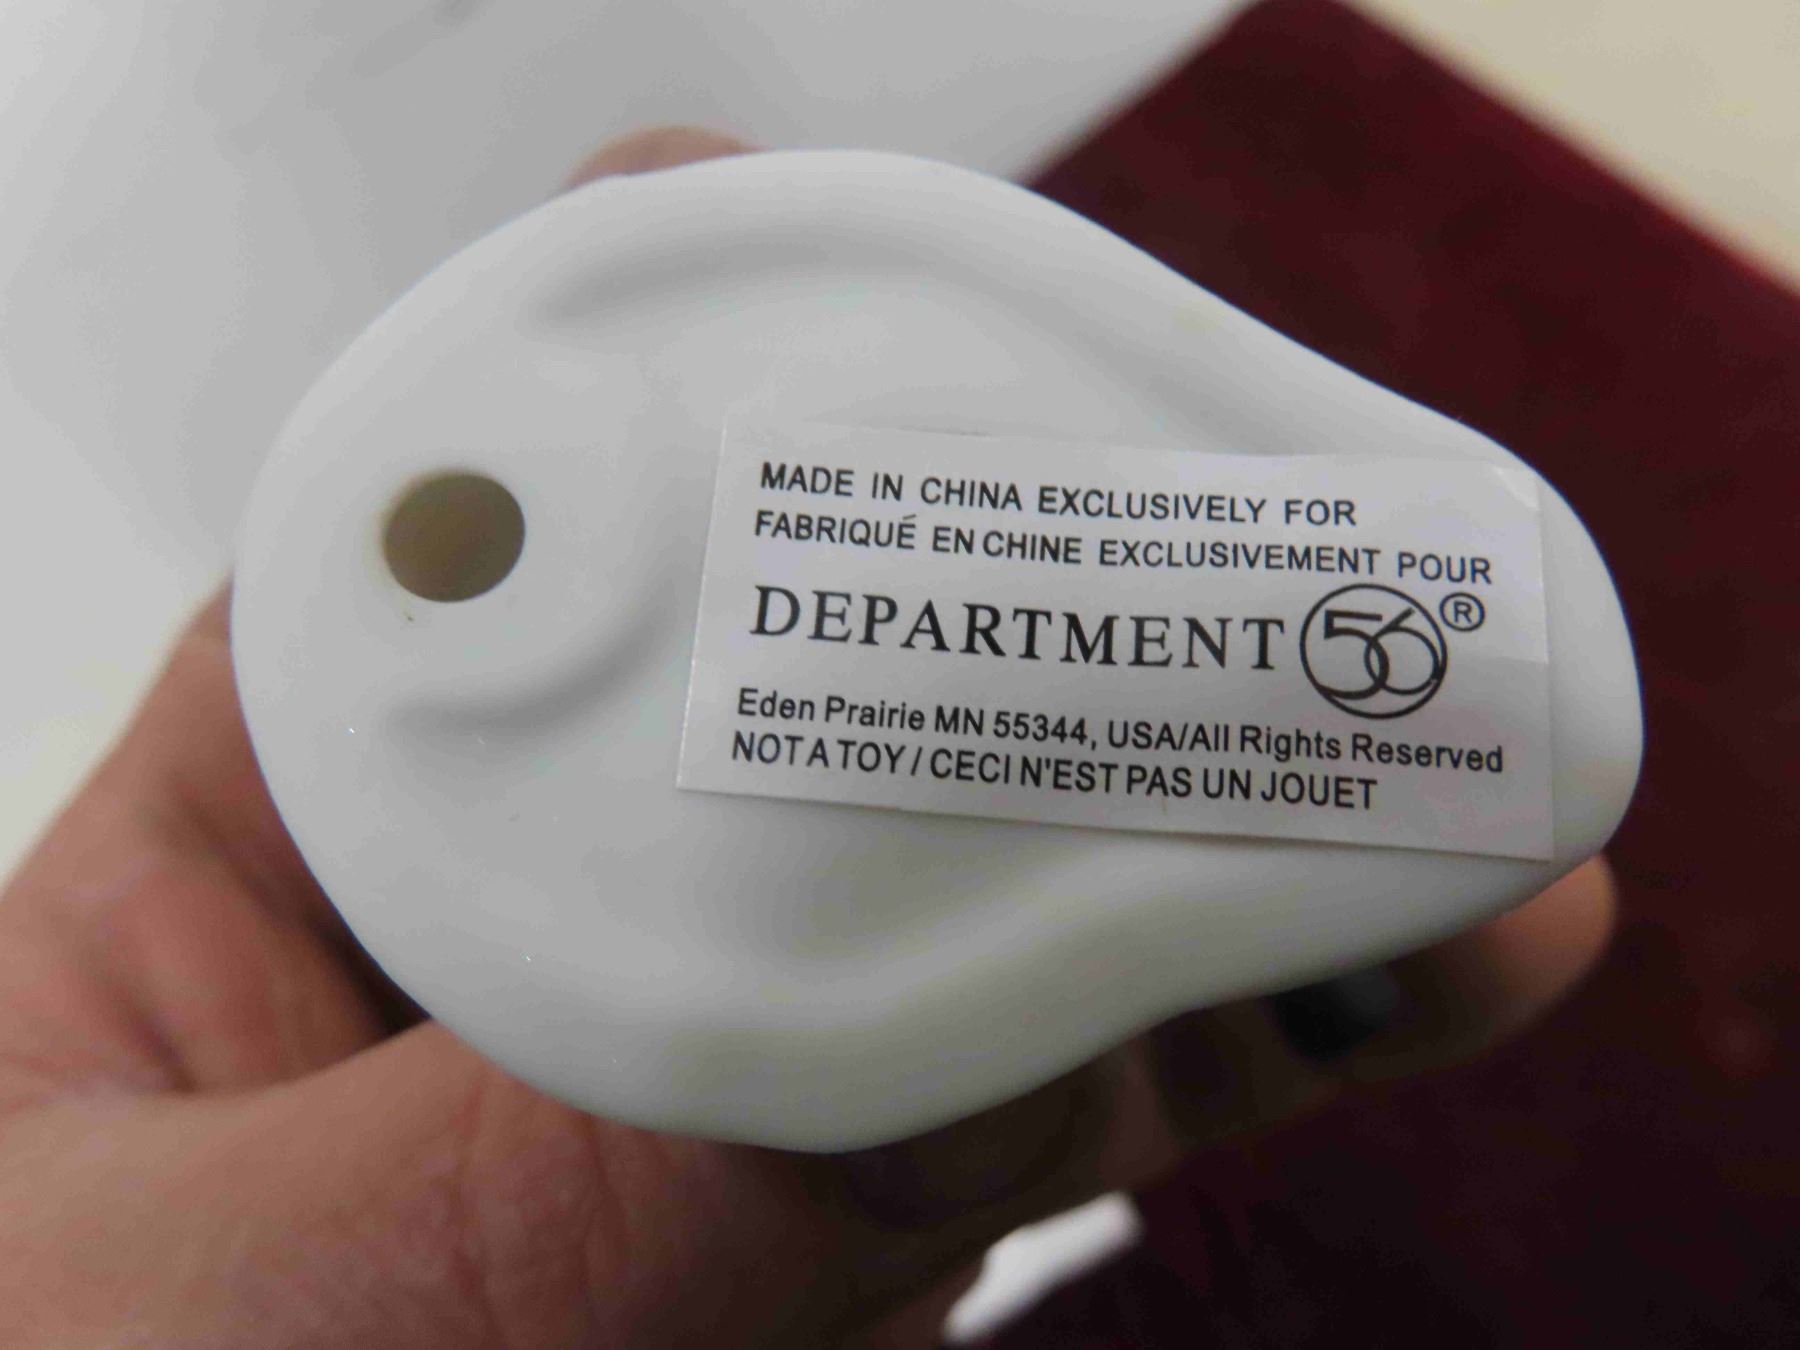 MADE IN CHINA EXCLUSIVELY FOR
FABRIQUÉ EN CHINE EXCLUSIVEMENT POUR
DEPARTMENT 56®
Eden Prairie MN 55344, USA/All Rights Reserved
NOT A TOY / CECI N'EST PAS UN JOUET